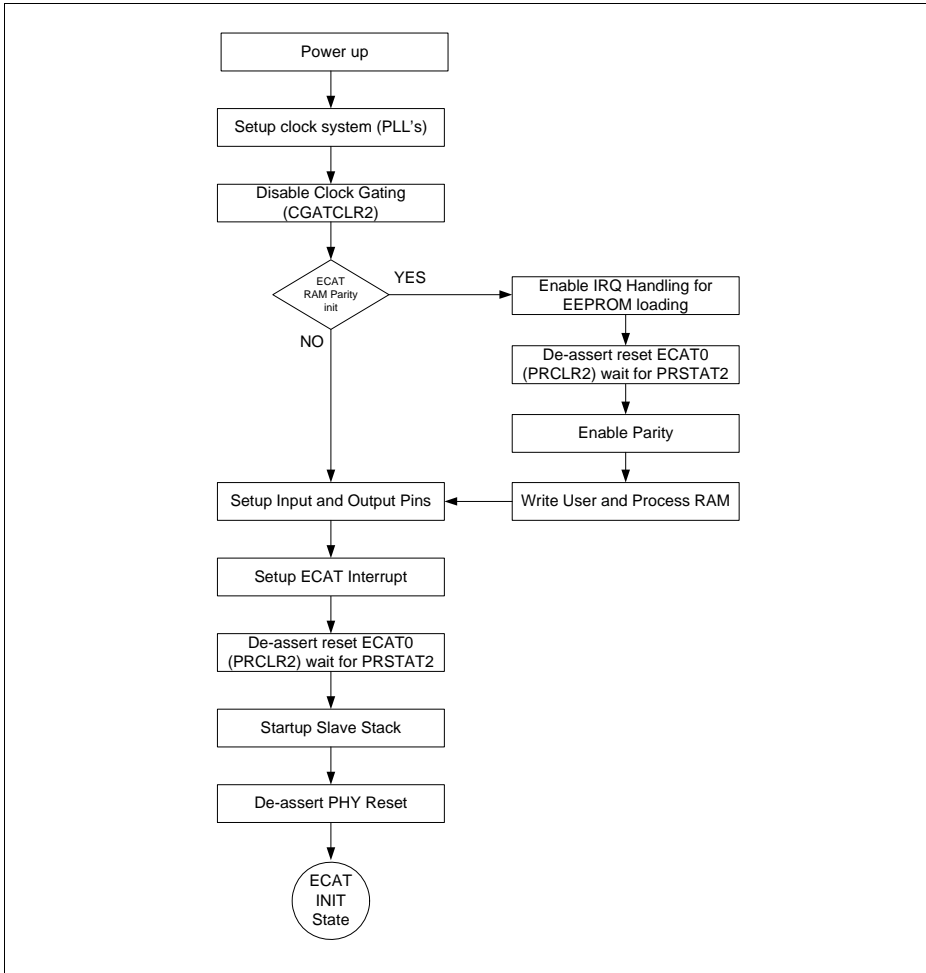 Power up
Setup clock system (PLL's)
Disable Clock Gating
(CGATCLR2)
ECAT
RAM Parity
init
YES
NO
Enable IRQ Handling for
EEPROM loading
De-assert reset ECAT0
(PRCLR2) wait for PRSTAT2
Enable Parity
Write User and Process RAM
Setup Input and Output Pins
Setup ECAT Interrupt
De-assert reset ECAT0
(PRCLR2) wait for PRSTAT2
Startup Slave Stack
De-assert PHY Reset
ECAT
INIT
State